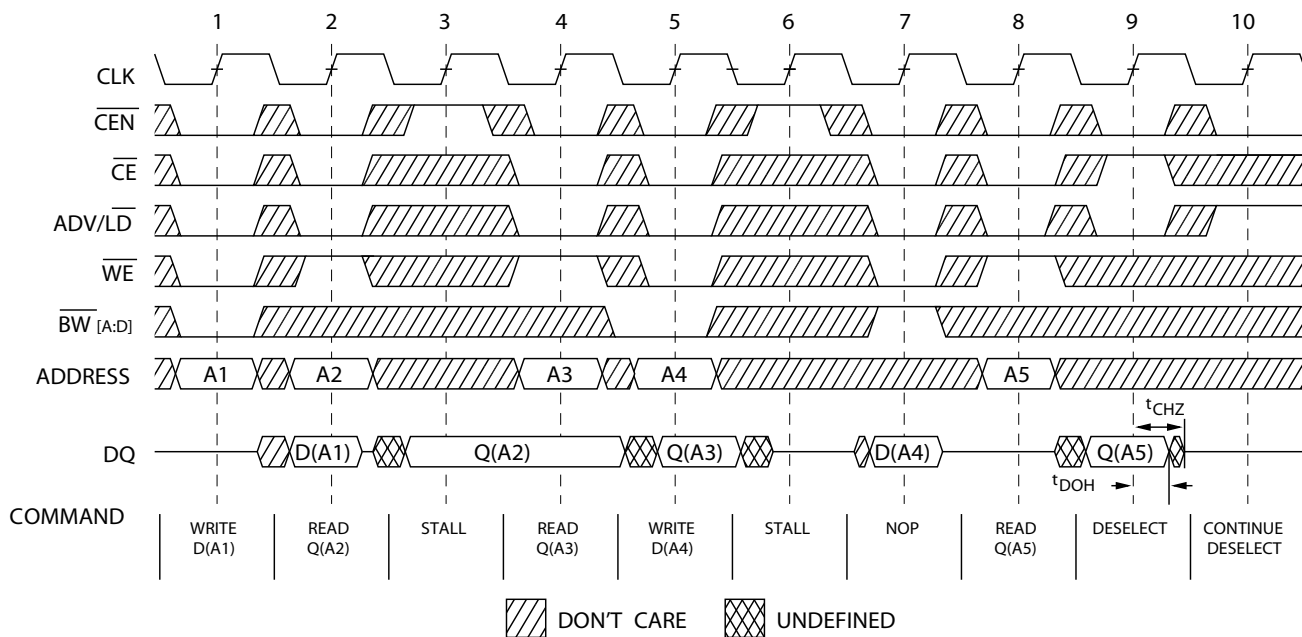 1 2 3 4 5 6 7 8 9 10
CLK
CEN
CE
ADV/LD
WE
BW [A:D]
ADDRESS A1 A2 A3 A4 A5
tCHZ
DQ D(A1) Q(A2) Q(A3) D(A4) Q(A5)
tDOH
COMMAND
WRITE READ STALL READ WRITE STALL NOP READ DESELECT CONTINUE
D(A1) Q(A2) Q(A3) D(A4) Q(A5) DESELECT
DON'T CARE UNDEFINED